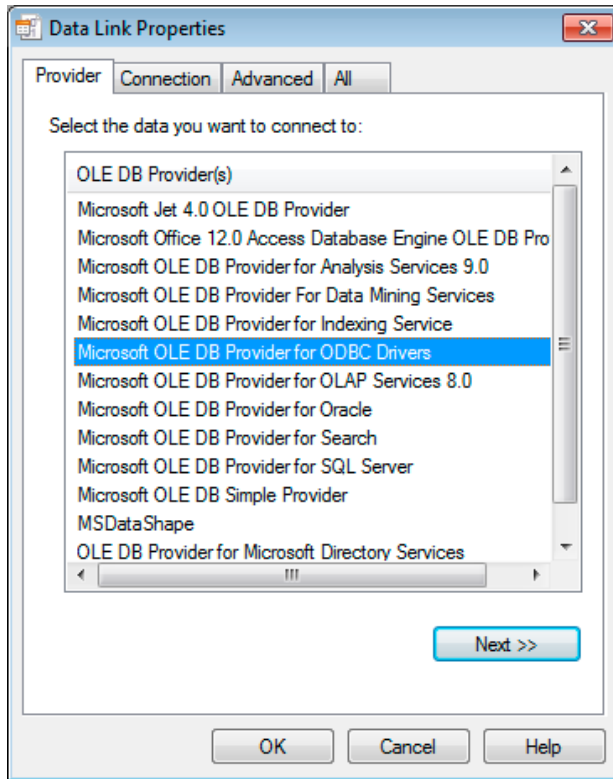 Data Link Properties
Provider Connection Advanced All
Select the data you want to connect to:
OLE DB Provider(s)
Microsoft Jet 4.0 OLE DB Provider
Microsoft Office 12.0 Access Database Engine OLE DB Pro
Microsoft OLE DB Provider for Analysis Services 9.0
Microsoft OLE DB Provider For Data Mining Services
Microsoft OLE DB Provider for Indexing Service
Microsoft OLE DB Provider for ODBC Drivers
Microsoft OLE DB Provider for OLAP Services 8.0
Microsoft OLE DB Provider for Oracle
Microsoft OLE DB Provider for Search
Microsoft OLE DB Provider for SQL Server
Microsoft OLE DB Simple Provider
MSDataShape
OLE DB Provider for Microsoft Directory Services
Next >>
OK Cancel Help